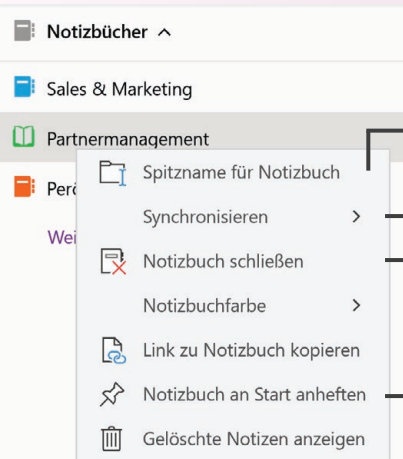 Notizbücher
Sales & Marketing
Partnermanagement
Spitzname für Notizbuch
Synchronisieren
Notizbuch schließen
Notizbuchfarbe
Link zu Notizbuch kopieren
Notizbuch an Start anheften
Gelöschte Notizen anzeigen